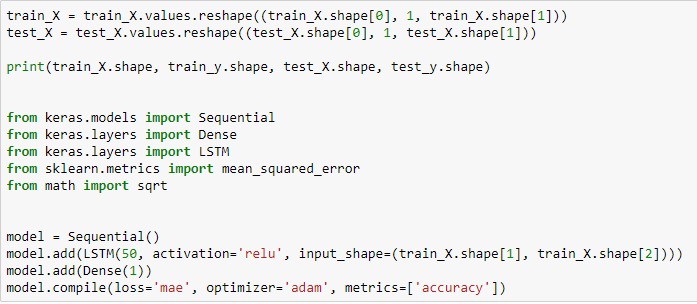 train_X = train_X.values.reshape((train_X.shape[0], 1, train_X.shape[1]))
test_X = test_X.values.reshape((test_X.shape[0], 1, test_X.shape[1]))
print(train_X.shape, train_y.shape, test_X.shape, test_y.shape)
from keras.models import Sequential
from keras.layers import Dense
from keras.layers import LSTM
from sklearn.metrics import mean_squared_error
from math import sqrt
model = Sequential()
model.add(LSTM(50, activation='relu', input_shape=(train_X.shape[1], train_X.shape[2])))
model.add(Dense(1))
model.compile(loss='mae', optimizer='adam', metrics=['accuracy'])